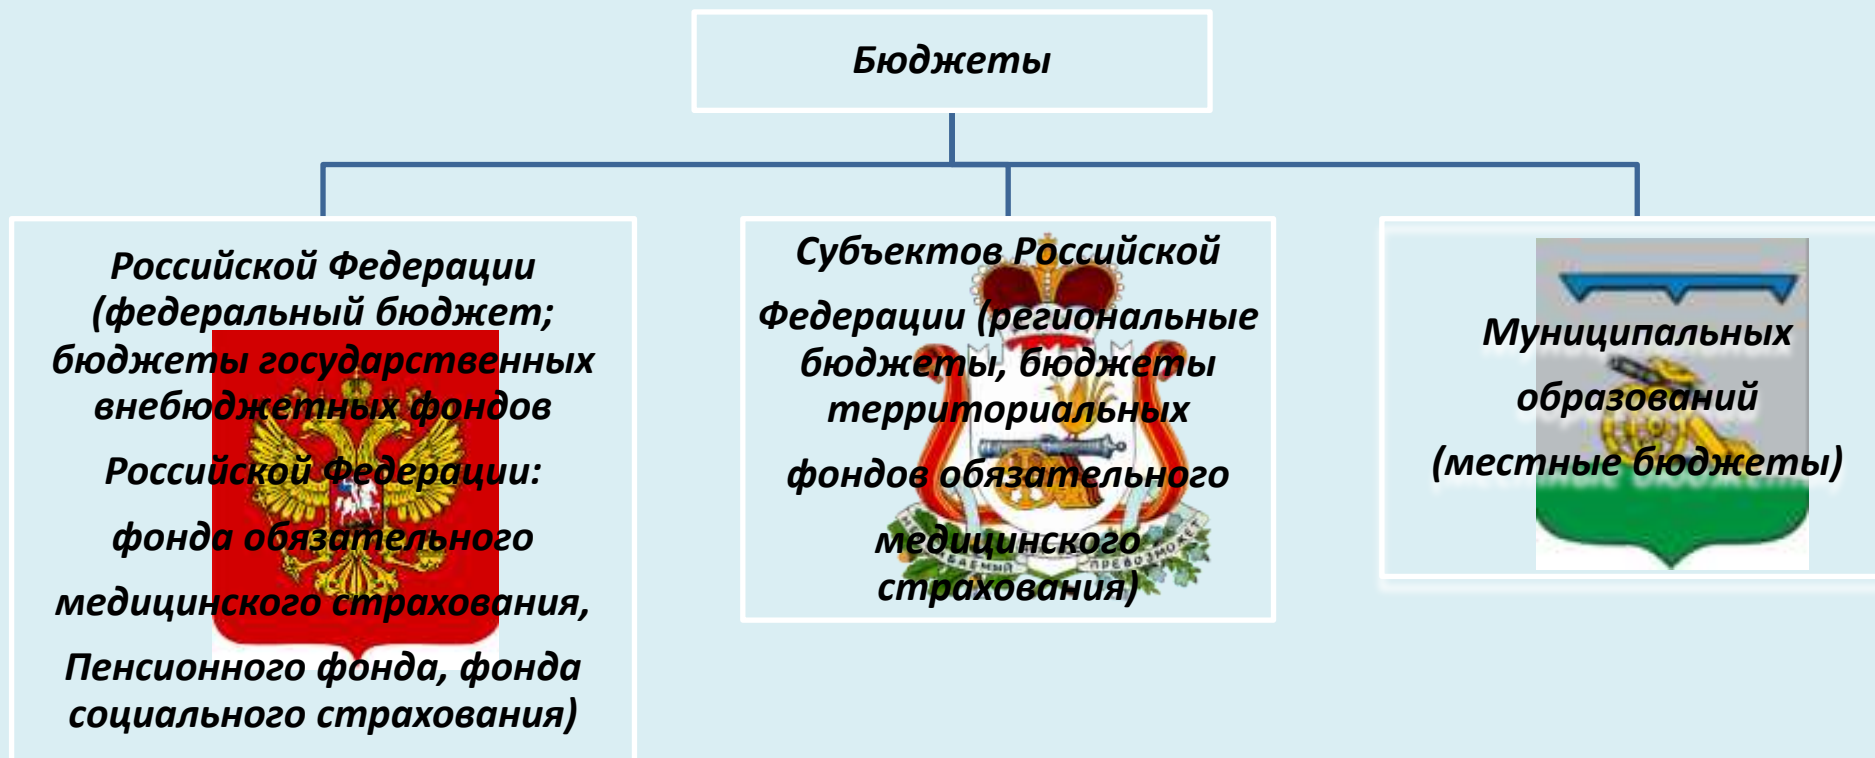 Бюджеты
Российской Федерации
(федеральный бюджет;
бюджеты государственных
внебюджетных фондов
Российской Федерации:
фонда обязательного
медицинского страхования,
Пенсионного фонда, фонда
социального страхования)
Субъектов Российской
Федерации (региональные
бюджеты, бюджеты
территориальных
фондов обязательного
медицинского
страхования)
Муниципальных
образований
(местные бюджеты)